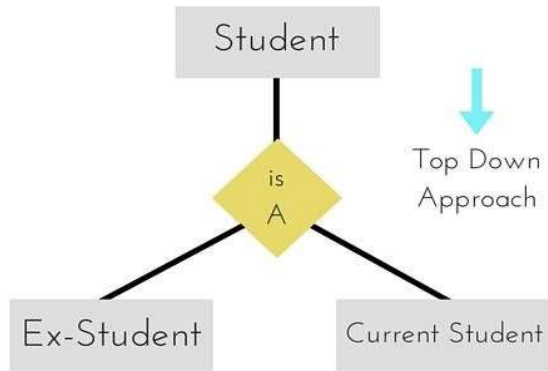 Student
is
A
Top Down
Approach
Ex-Student
Current Student